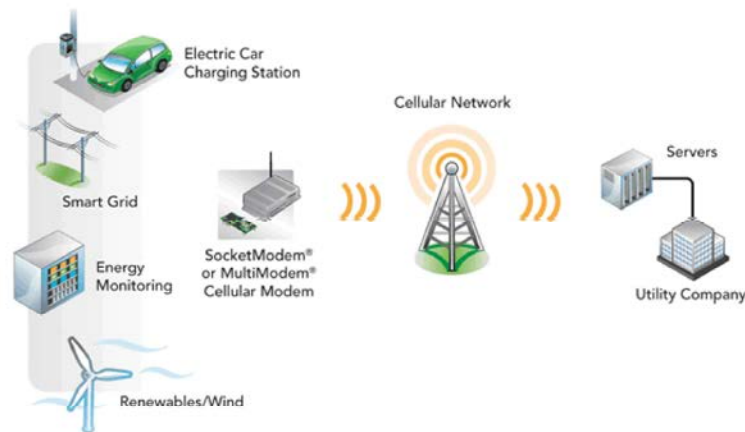 Electric Car
Charging Station
Smart Grid
Energy
Monitoring
Renewables/Wind
SocketModem®
or MultiModem®
Cellular Modem
Cellular Network
Servers
Utility Company